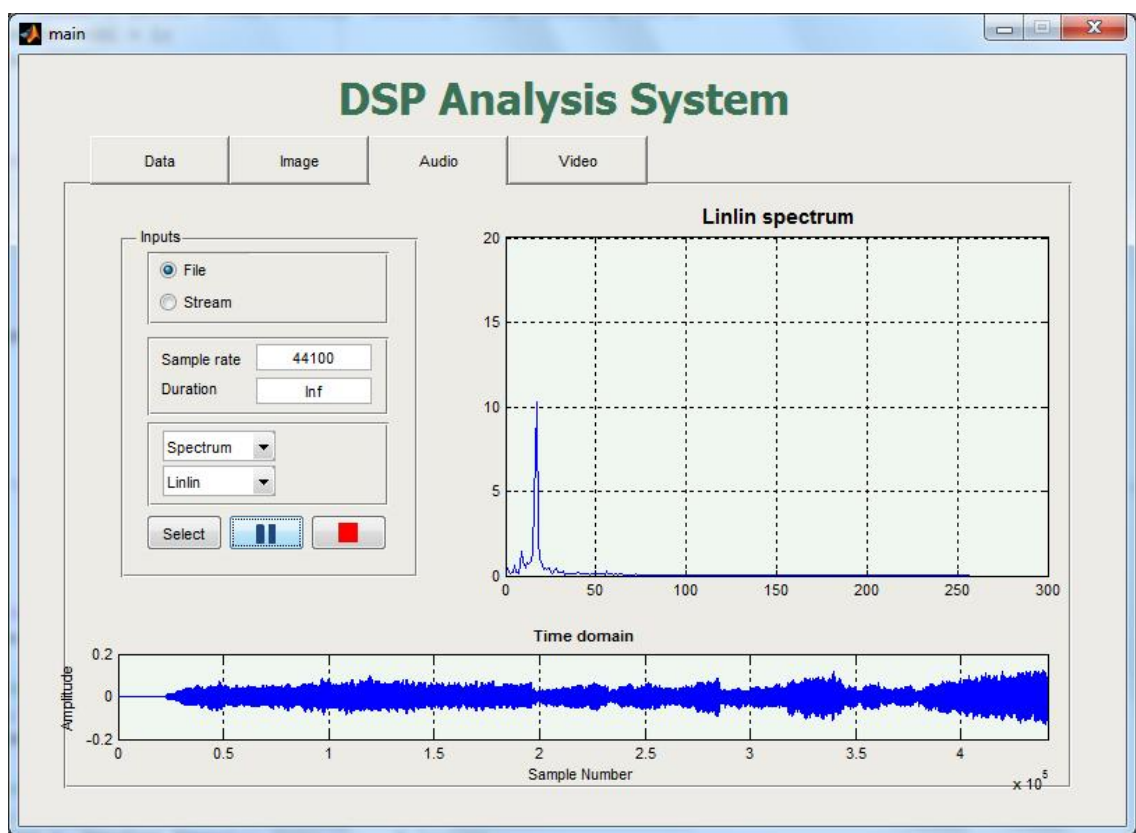 main
DSP Analysis System
Data
Image
Audio
Video
Inputs
File
Stream
Sample rate
44100
Duration
Inf
Spectrum
Linlin
Select
Linlin spectrum
20
15
10
5
0
0 50 100 150 200 250 300
Time domain
Amplitude
0.2
0
-0.2
0 0.5 1 1.5 2 2.5 3 3.5 4
Sample Number
x 10^5